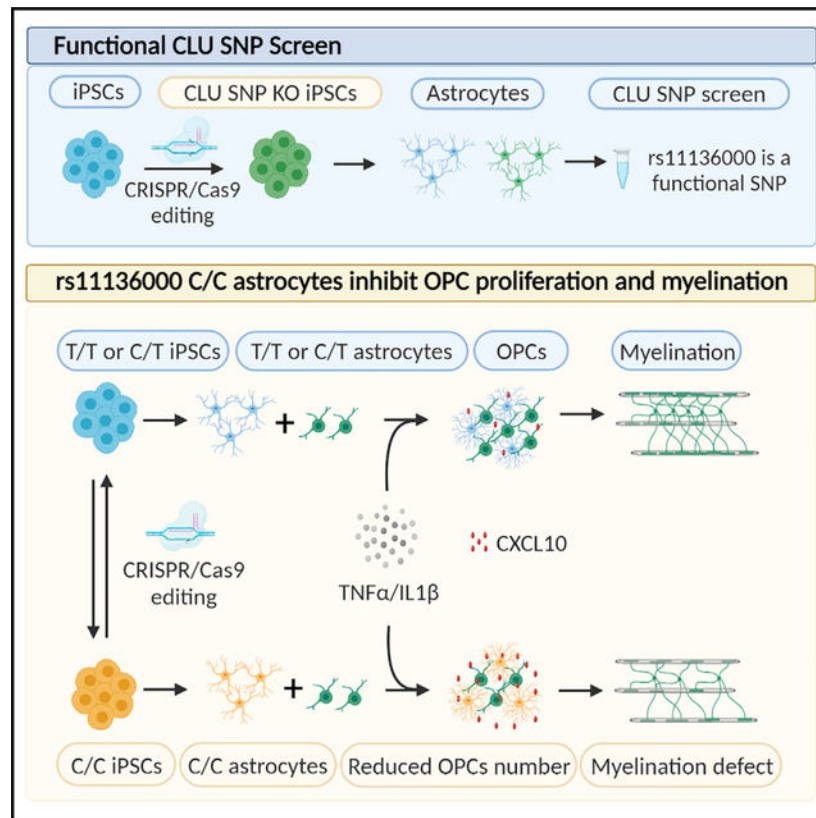 Functional CLU SNP Screen
iPSCs
CLU SNP KO iPSCs
Astrocytes
CLU SNP screen
CRISPR/Cas9
editing
rs11136000 is a
functional SNP
rs11136000 C/C astrocytes inhibit OPC proliferation and myelination
T/T or C/T iPSCs
T/T or C/T astrocytes
OPCs
Myelination
+
CRISPR/Cas9
editing
TNFα/IL1β
CXCL10
+
C/C iPSCs
C/C astrocytes
Reduced OPCs number
Myelination defect